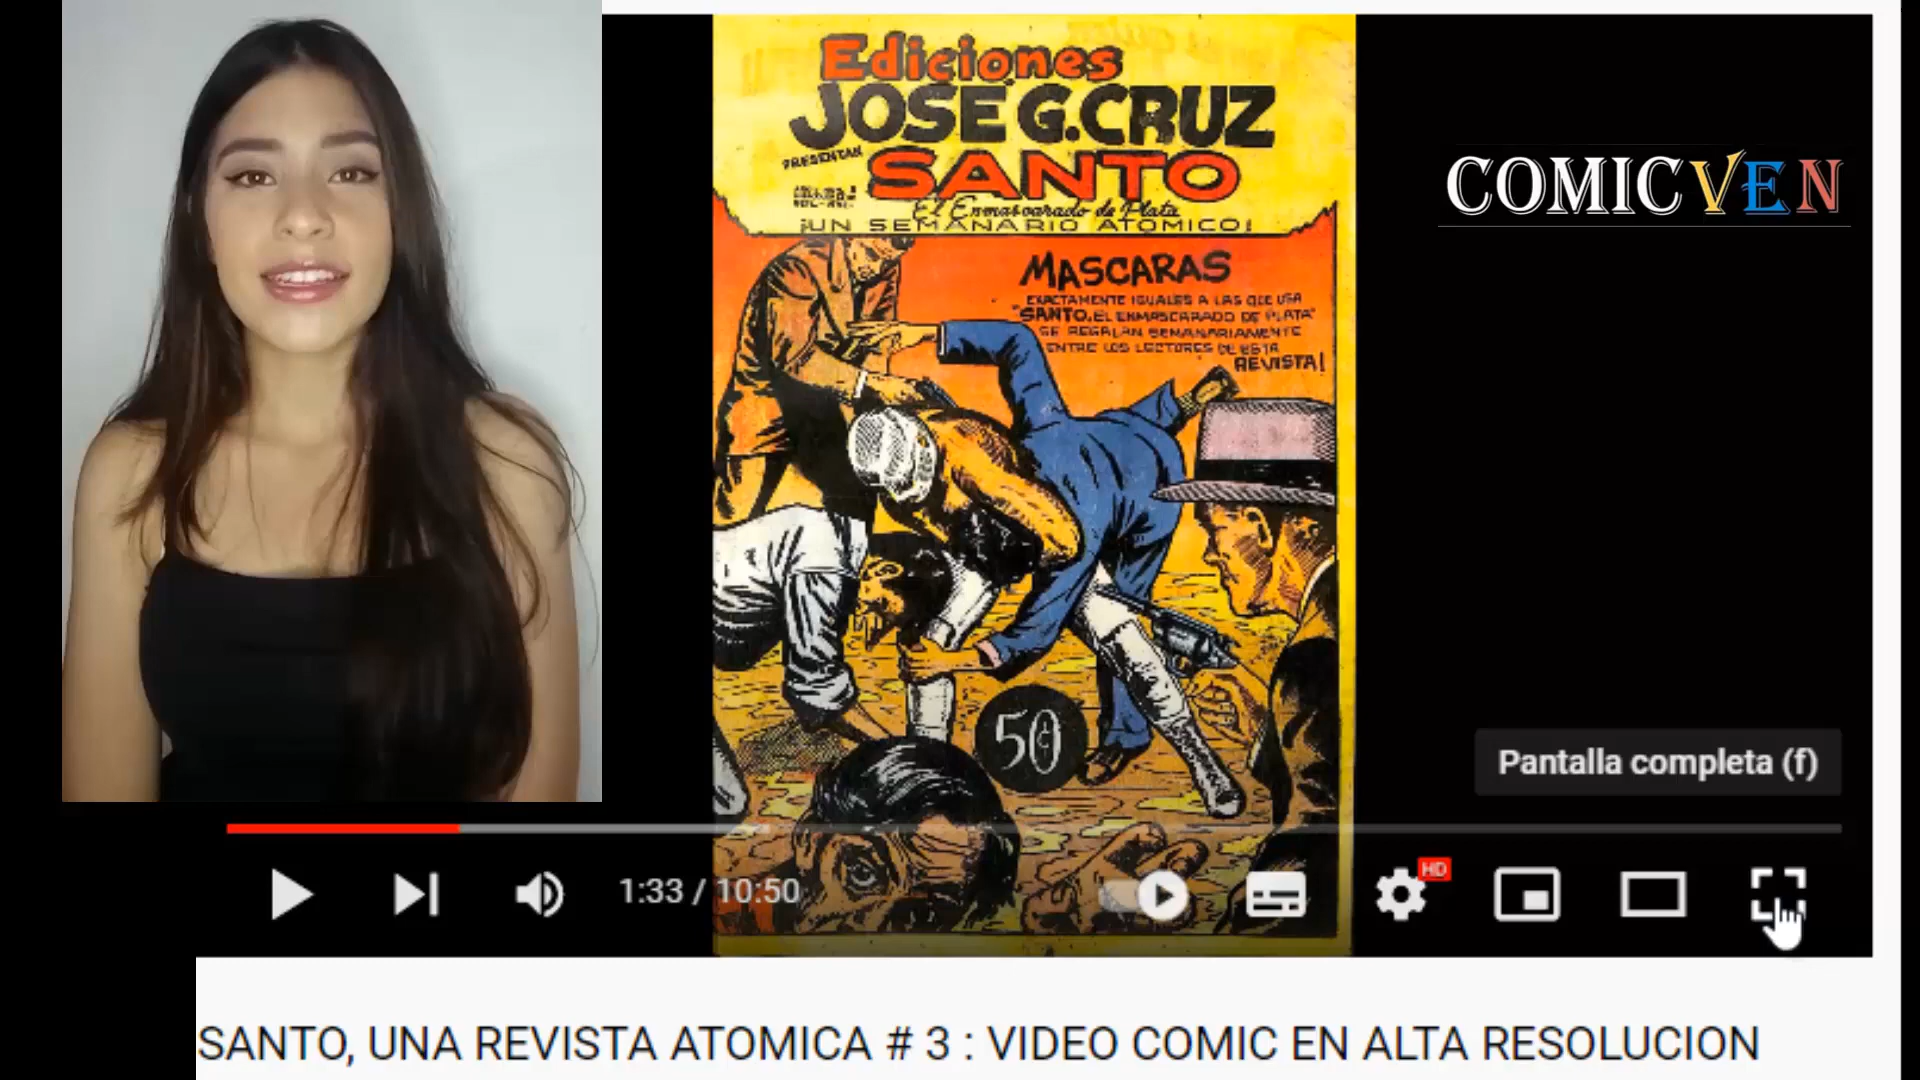 Ediciones
JOSE G. CRUZ
PRESENTAN
SANTO
El Enmascarado de Plata
¡UN SEMANARIO ATOMICO!
MASCARAS
EXACTAMENTE IGUALES A LAS QUE USA
"SANTO, EL ENMASCARADO DE PLATA"
SE REGALAN SEMANARIAMENTE
ENTRE LOS LECTORES DE ESTA
REVISTA!
50¢
COMICVEN
Pantalla completa (f)
1:33 / 10:50
HD
SANTO, UNA REVISTA ATOMICA # 3 : VIDEO COMIC EN ALTA RESOLUCION